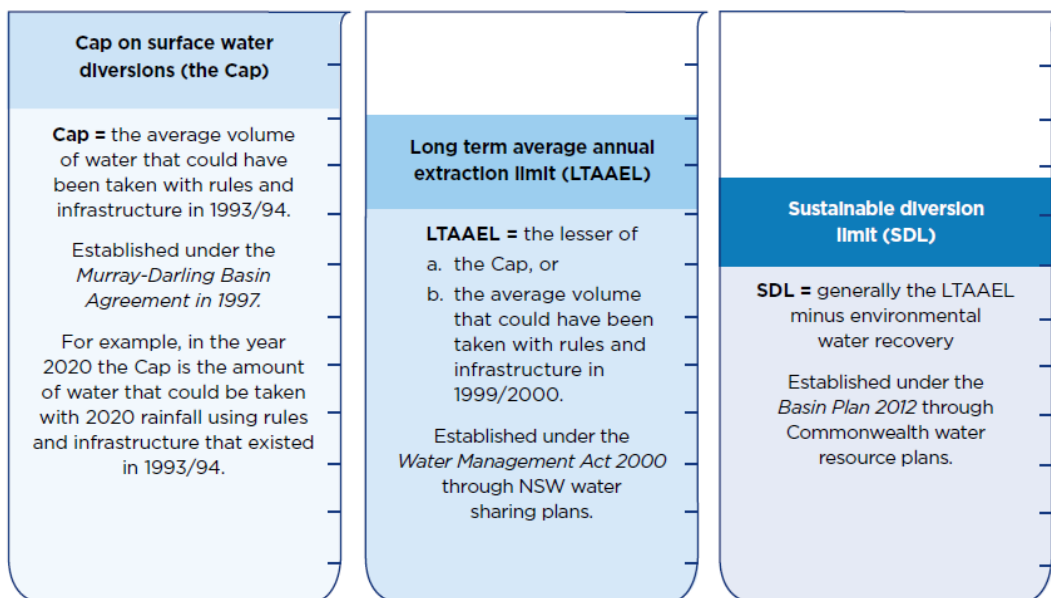 Cap on surface water
diversions (the Cap)
Cap = the average volume
of water that could have
been taken with rules and
infrastructure in 1993/94.
Established under the
Murray-Darling Basin
Agreement in 1997.
For example, in the year
2020 the Cap is the amount
of water that could be taken
with 2020 rainfall using rules
and infrastructure that existed
in 1993/94.
Long term average annual
extraction limit (LTAAEL)
LTAAEL = the lesser of
a. the Cap, or
b. the average volume
that could have been
taken with rules and
infrastructure in
1999/2000.
Established under the
Water Management Act 2000
through NSW water
sharing plans.
Sustainable diversion
limit (SDL)
SDL = generally the LTAAEL
minus environmental
water recovery
Established under the
Basin Plan 2012 through
Commonwealth water
resource plans.